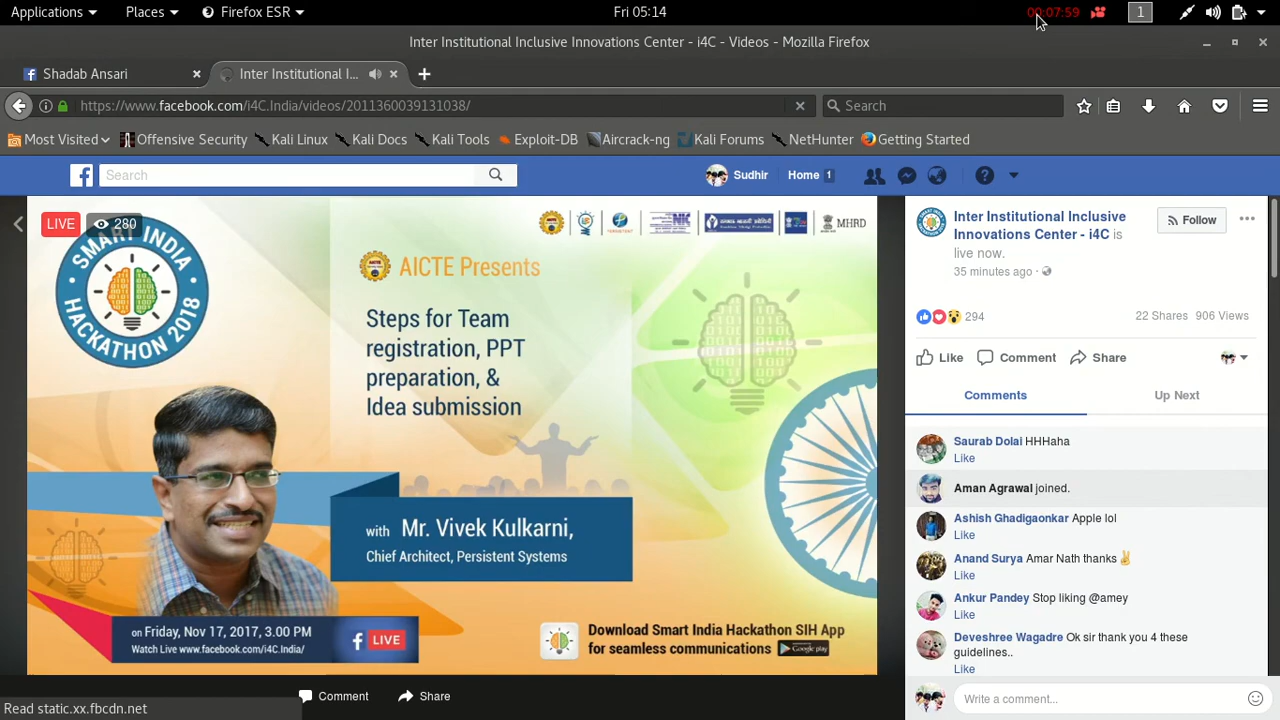 Applications
Places
Firefox ESR
Fri 05:14
00:07:59
1
Inter Institutional Inclusive Innovations Center - i4C - Videos - Mozilla Firefox
Shadab Ansari
Inter Institutional I...
https://www.facebook.com/i4C.India/videos/2011360039131038/
Search
Most Visited
Offensive Security
Kali Linux
Kali Docs
Kali Tools
Exploit-DB
Aircrack-ng
Kali Forums
NetHunter
Getting Started
Search
Sudhir
Home 1
LIVE
280
SMART INDIA
HACKATHON 2018
MHRD
AICTE Presents
Steps for Team
registration, PPT
preparation, &
Idea submission
with Mr. Vivek Kulkarni,
Chief Architect, Persistent Systems
on Friday, Nov 17, 2017, 3.00 PM
Watch Live www.facebook.com/i4C.India/
f LIVE
Download Smart India Hackathon SIH App
for seamless communications
Google play
Comment
Share
Read static.xx.fbcdn.net
Inter Institutional Inclusive
Innovations Center - i4C is
live now.
35 minutes ago ·
Follow
294
22 Shares 906 Views
Like
Comment
Share
Comments
Up Next
Saurab Dolai HHHaha
Like
Aman Agrawal joined.
Ashish Ghadigaonkar Apple lol
Like
Anand Surya Amar Nath thanks✌
Like
Ankur Pandey Stop liking @amey
Like
Deveshree Wagadre Ok sir thank you 4 these
guidelines..
Like
Write a comment...